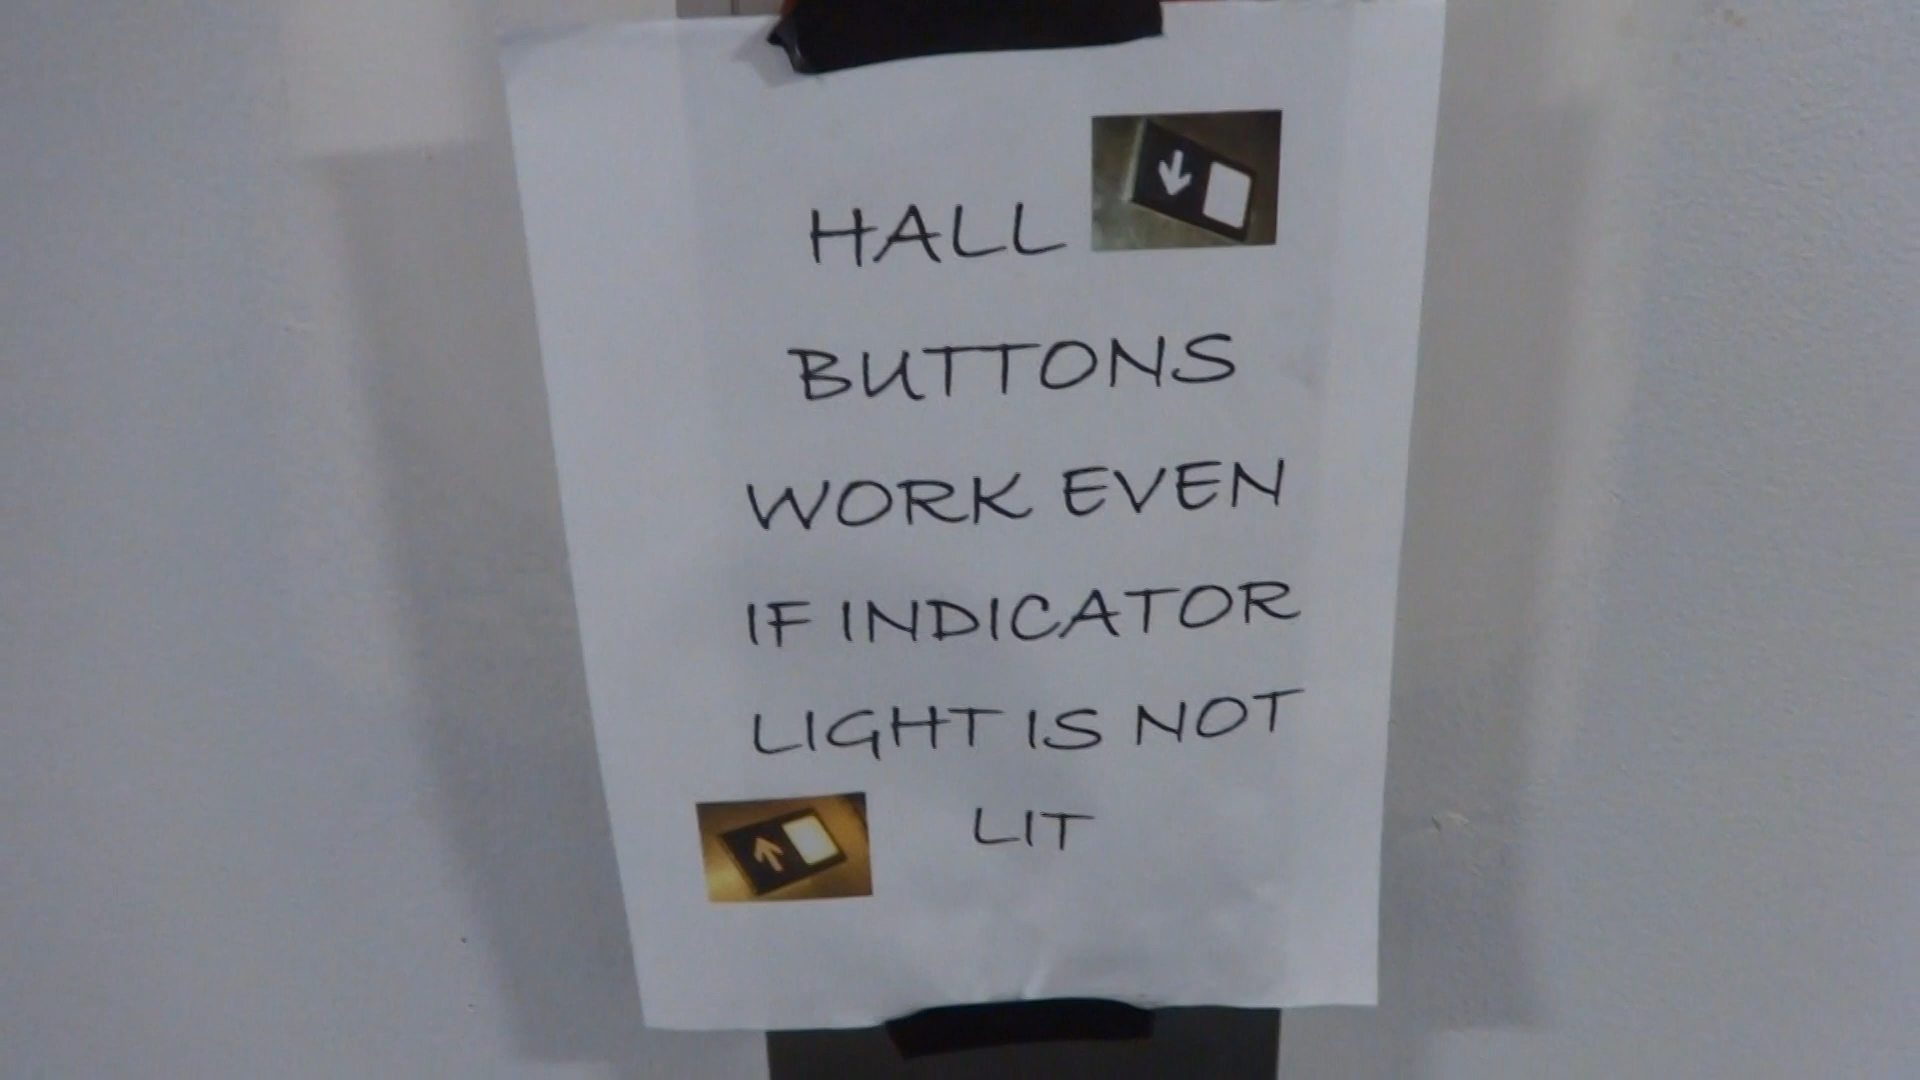 HALL
BUTTONS
WORK EVEN
IF INDICATOR
LIGHT IS NOT
LIT